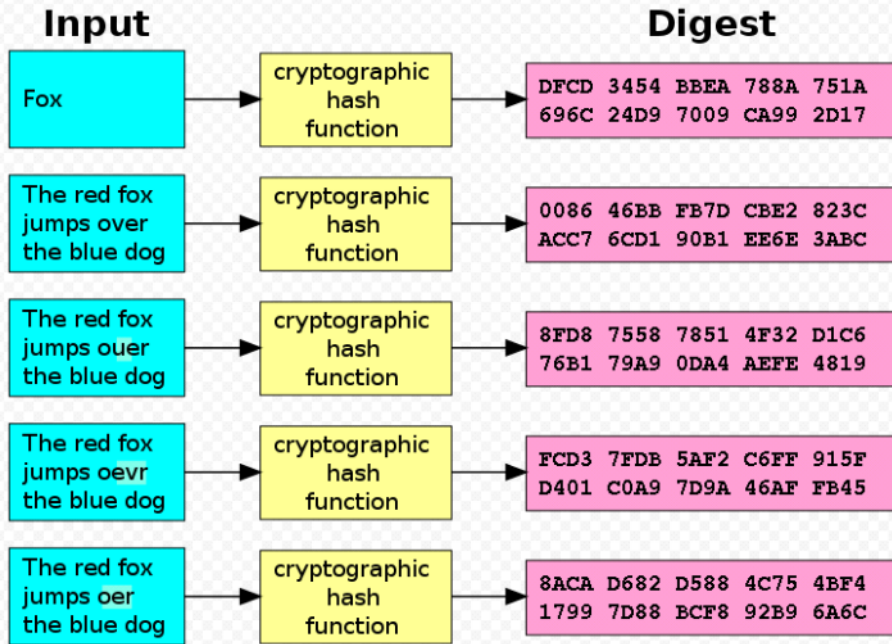 Input
Digest
Fox
cryptographic
hash
function
DFCD 3454 BBEA 788A 751A
696C 24D9 7009 CA99 2D17
The red fox
jumps over
the blue dog
cryptographic
hash
function
0086 46BB FB7D CBE2 823C
ACC7 6CD1 90B1 EE6E 3ABC
The red fox
jumps ouer
the blue dog
cryptographic
hash
function
8FD8 7558 7851 4F32 D1C6
76B1 79A9 0DA4 AEFE 4819
The red fox
jumps oevr
the blue dog
cryptographic
hash
function
FCD3 7FDB 5AF2 C6FF 915F
D401 C0A9 7D9A 46AF FB45
The red fox
jumps oer
the blue dog
cryptographic
hash
function
8ACA D682 D588 4C75 4BF4
1799 7D88 BCF8 92B9 6A6C